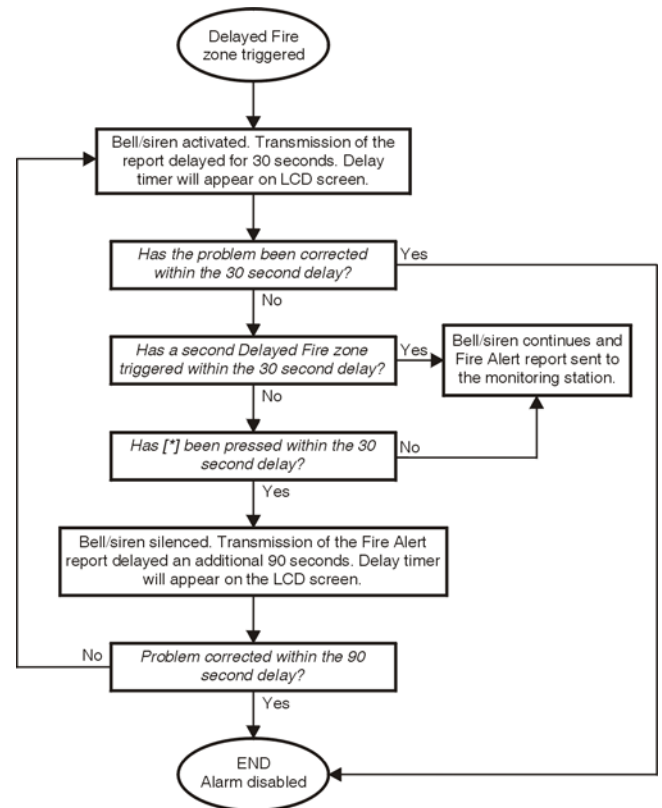 Delayed Fire
zone triggered
Bell/siren activated. Transmission of the
report delayed for 30 seconds. Delay
timer will appear on LCD screen.
Has the problem been corrected
within the 30 second delay?
Yes
No
Has a second Delayed Fire zone
triggered within the 30 second delay?
Yes
Bell/siren continues and
Fire Alert report sent to
the monitoring station.
No
Has [*] been pressed within the 30
second delay?
No
Yes
Bell/siren silenced. Transmission of the Fire Alert
report delayed an additional 90 seconds. Delay timer
will appear on the LCD screen.
No
Problem corrected within the 90
second delay?
Yes
END
Alarm disabled